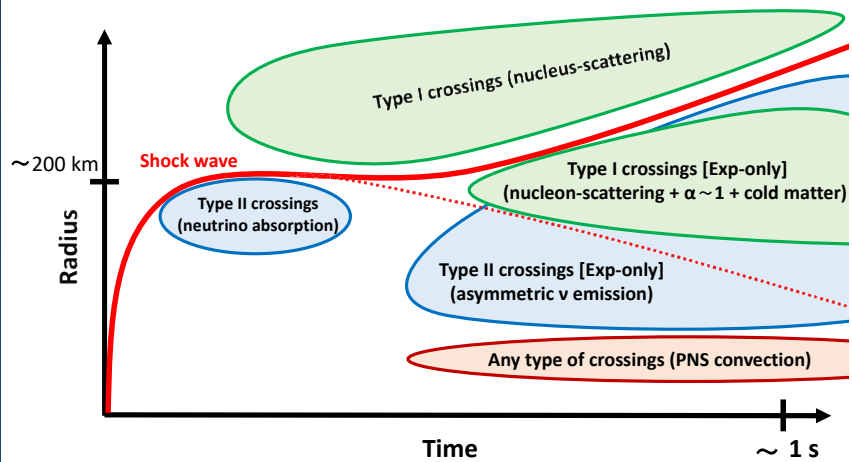 Type I crossings (nucleus-scattering)
~200 km
Shock wave
Type I crossings [Exp-only]
(nucleon-scattering + α~1 + cold matter)
Type II crossings
(neutrino absorption)
Radius
Type II crossings [Exp-only]
(asymmetric ν emission)
Any type of crossings (PNS convection)
Time
~ 1 s